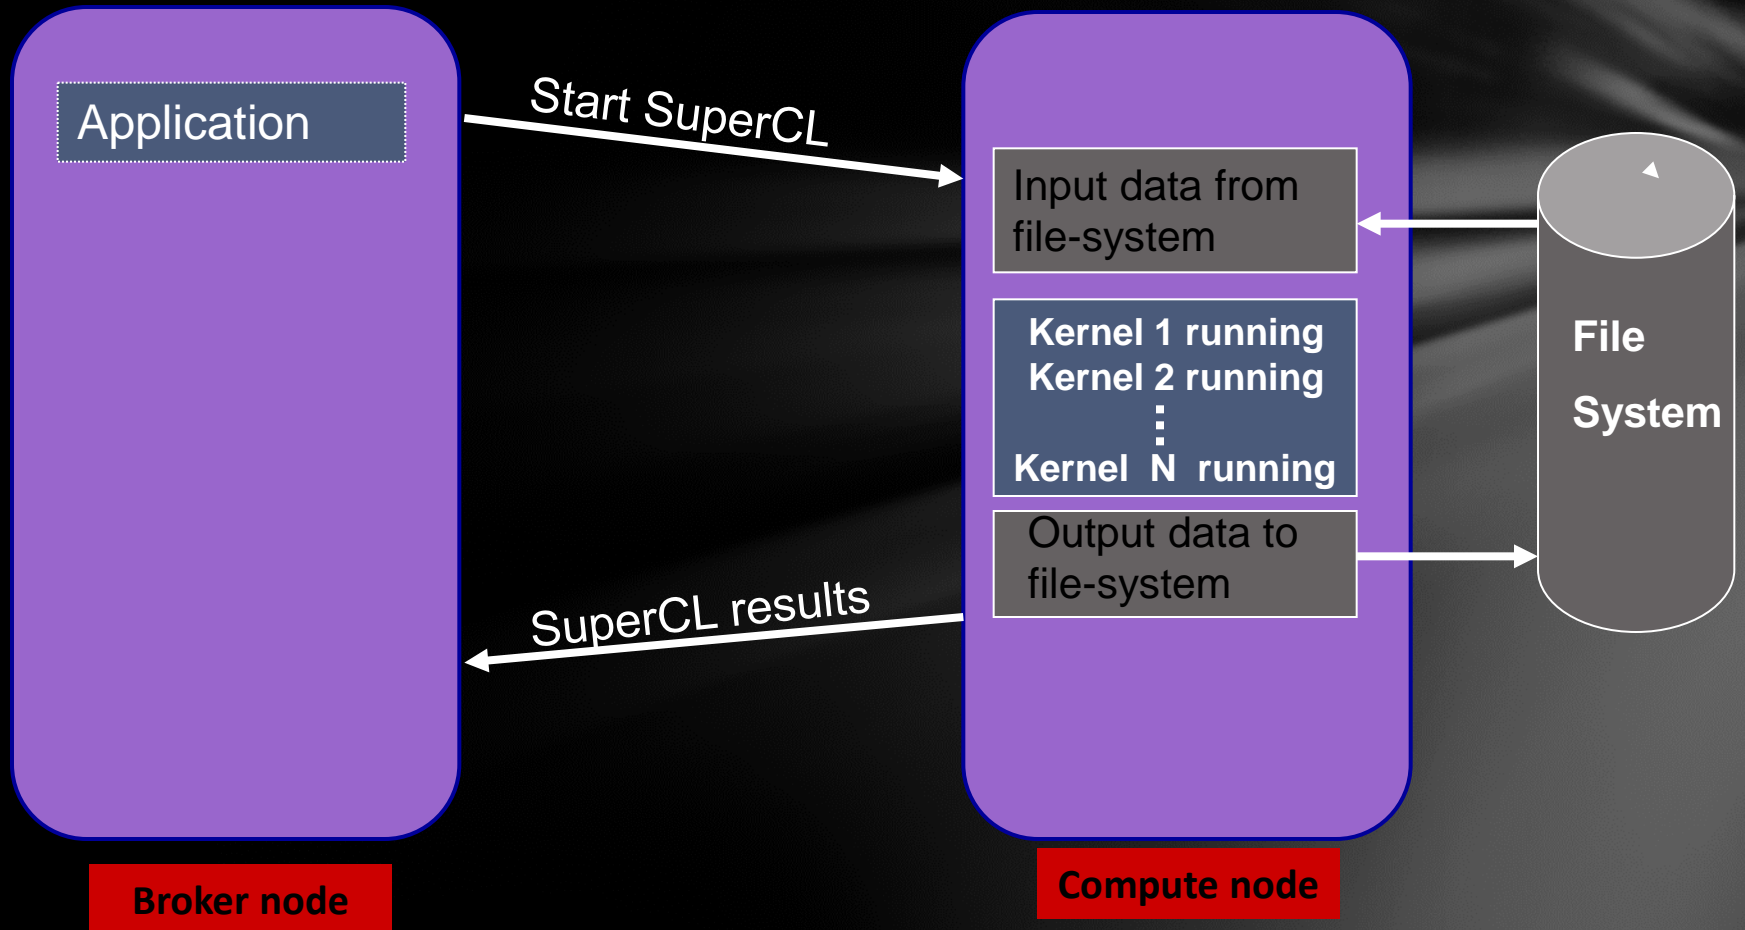 Application
Start SuperCL
Input data from
file-system
Kernel 1 running
Kernel 2 running
Kernel N running
Output data to
file-system
SuperCL results
File
System
Broker node
Compute node